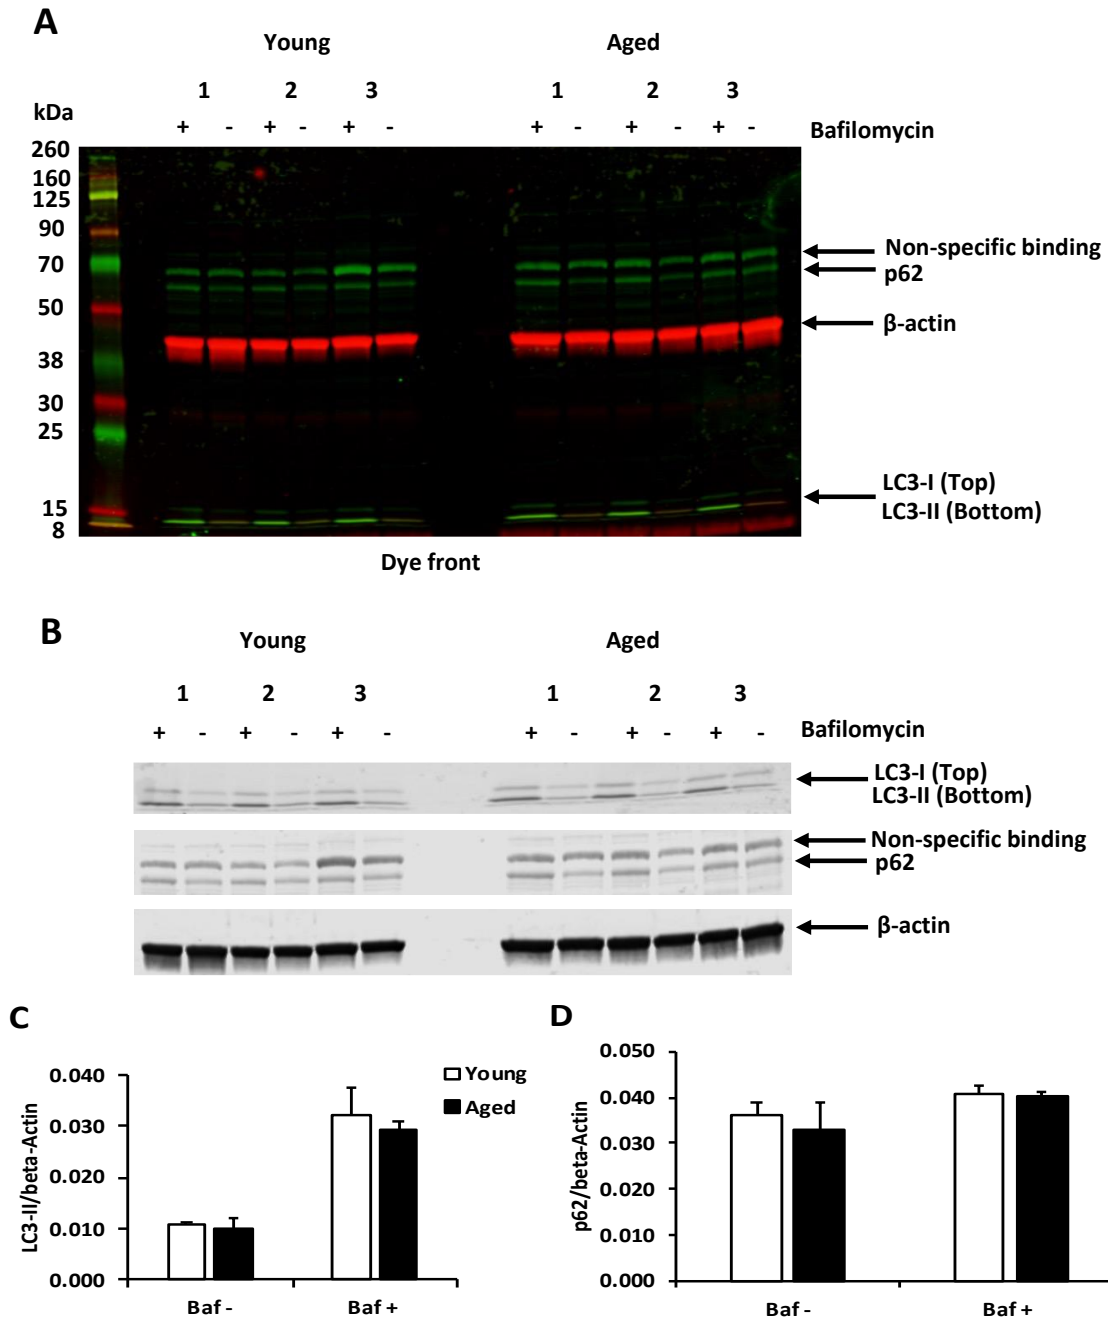 A
Young Aged
1 2 3 1 2 3
kDa
+ - + - + - + - + - + - Bafilomycin
260
160
125
90
70
50
38
30
25
15
8
Non-specific binding
p62
β-actin
LC3-I (Top)
LC3-II (Bottom)
Dye front
B
Young Aged
1 2 3 1 2 3
+ - + - + - + - + - + - Bafilomycin
LC3-I (Top)
LC3-II (Bottom)
Non-specific binding
p62
β-actin
C
LC3-II/beta-Actin
0.040
0.030
0.020
0.010
0.000
Baf - Baf +
Young
Aged
D
p62/beta-Actin
0.050
0.040
0.030
0.020
0.010
0.000
Baf - Baf +